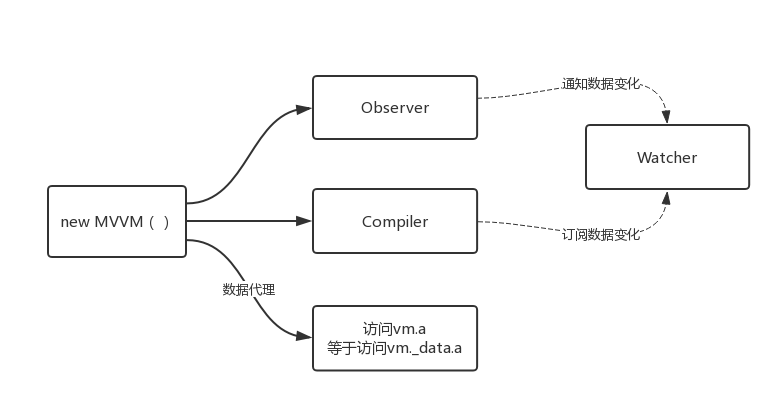 通知数据变化
Observer
Watcher
new MVVM（ ）
Compiler
订阅数据变化
数据代理
访问vm.a
等于访问vm._data.a